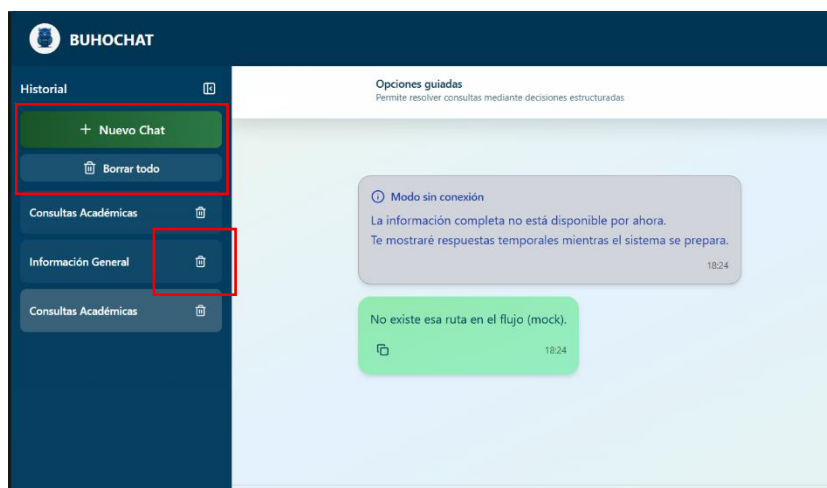 BUHOCHAT
Historial
+ Nuevo Chat
Borrar todo
Consultas Académicas
Información General
Consultas Académicas
Opciones guiadas
Permite resolver consultas mediante decisiones estructuradas
Modo sin conexión
La información completa no está disponible por ahora.
Te mostraré respuestas temporales mientras el sistema se prepara.
18:24
No existe esa ruta en el flujo (mock).
18:24